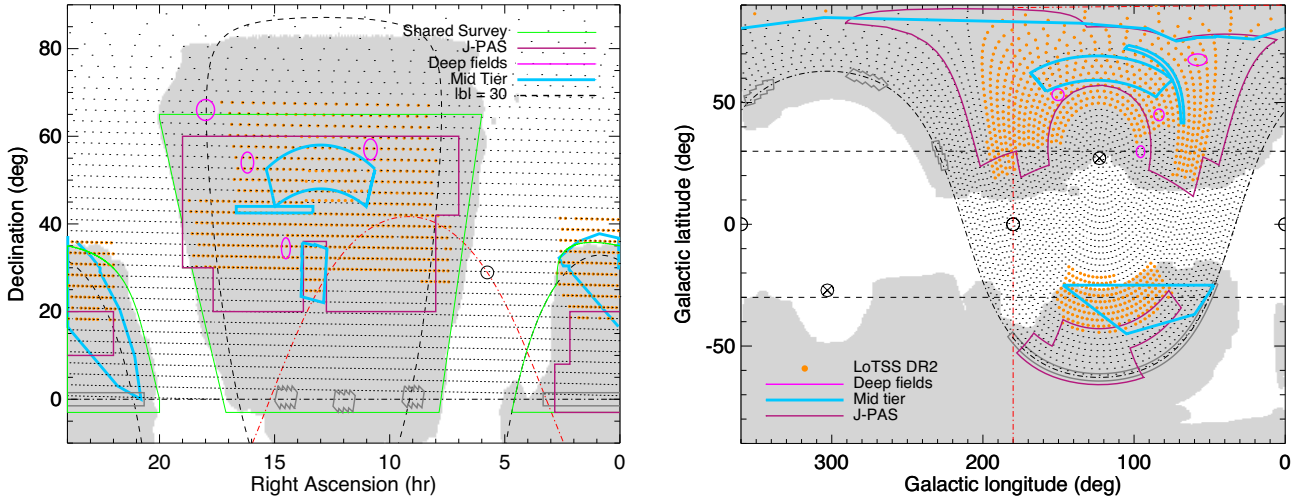 80
60
40
20
0
Declination (deg)
Shared Survey
J-PAS
Deep fields
Mid Tier
|b| = 30
20
15
10
5
0
Right Ascension (hr)
50
0
-50
Galactic latitude (deg)
LoTSS DR2
Deep fields
Mid tier
J-PAS
300
200
100
0
Galactic longitude (deg)